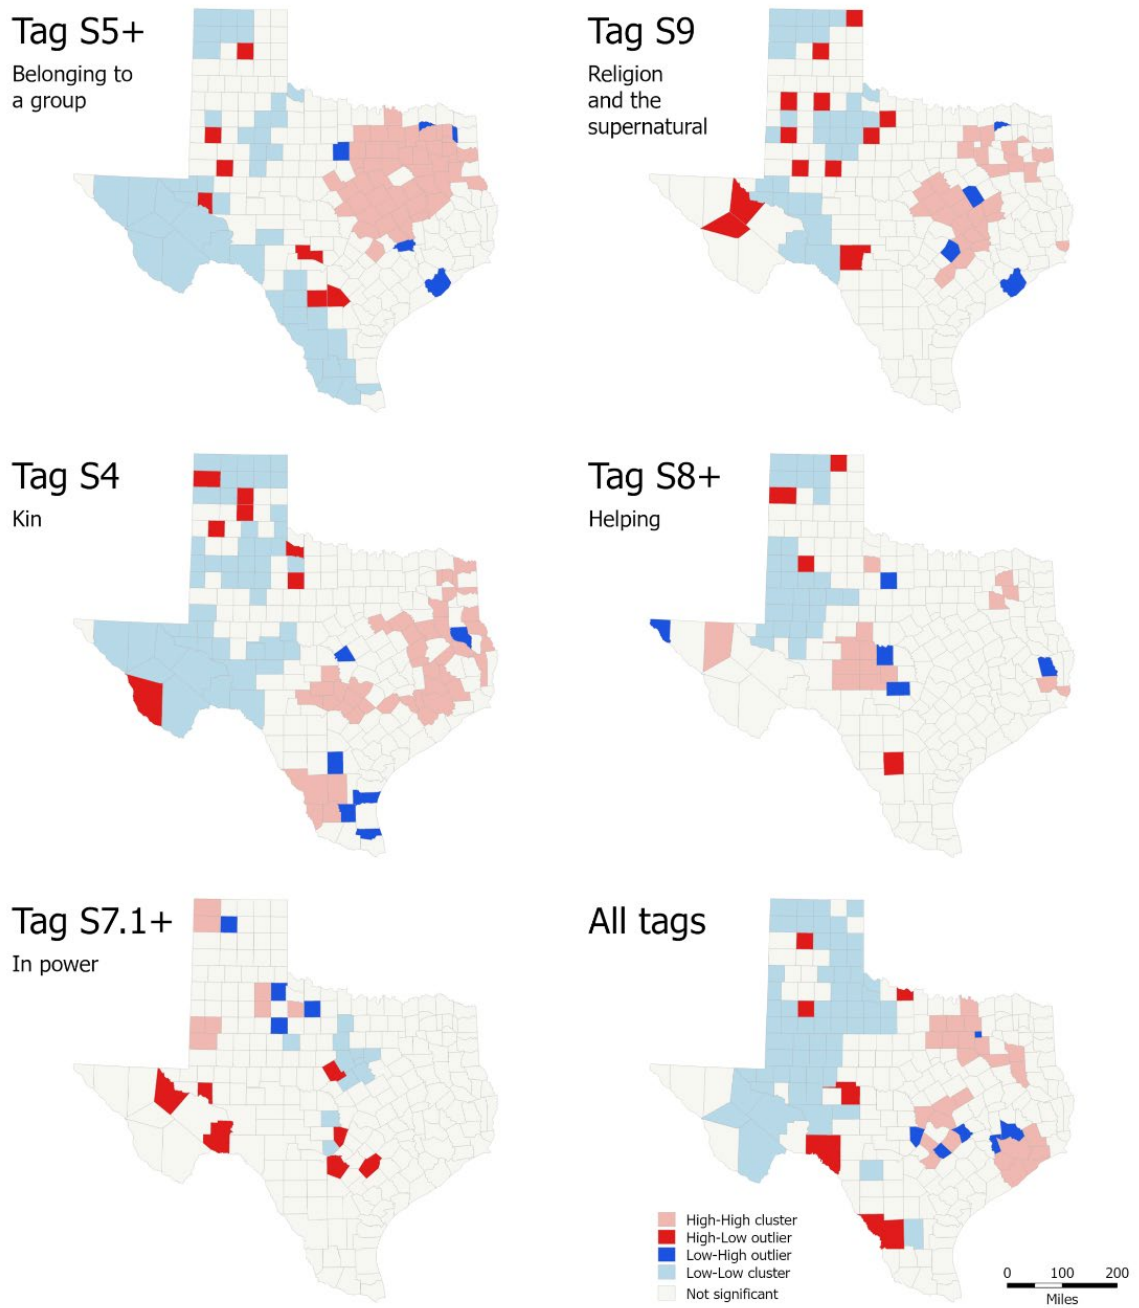 Tag S5+
Belonging to
a group
Tag S9
Religion
and the
supernatural
Tag S4
Kin
Tag S8+
Helping
Tag S7.1+
In power
All tags
High-High cluster
High-Low outlier
Low-High outlier
Low-Low cluster
Not significant
0 100 200
Miles